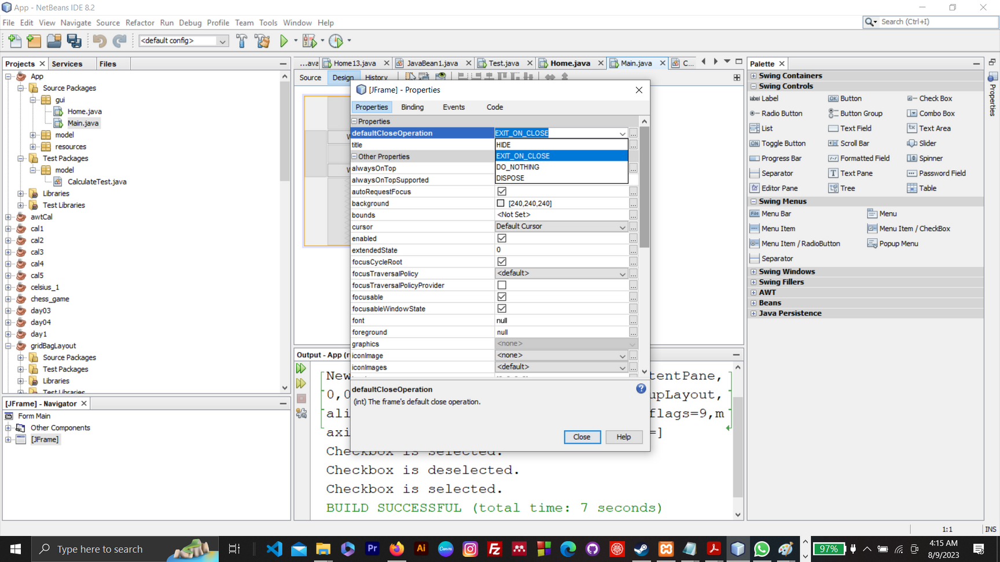 App - NetBeans IDE 8.2
File Edit View Navigate Source Refactor Run Debug Profile Team Tools Window Help
Search (Ctrl+I)
<default config>
Projects Services Files
App
Source Packages
gui
Home.java
Main.java
model
resources
Test Packages
model
CalculateTest.java
Libraries
Test Libraries
awtCal
cal1
cal2
cal3
cal4
cal5
celsius_1
chess_game
day03
day04
day1
gridBagLayout
Source Packages
Test Packages
Libraries
Test Libraries
[JFrame] - Navigator
Form Main
Other Components
[JFrame]
...ava Home13.java JavaBean1.java Test.java Home.java Main.java C...
Source Design History
[JFrame] - Properties
Properties Binding Events Code
Properties
defaultCloseOperation EXIT_ON_CLOSE ...
title HIDE ...
EXIT_ON_CLOSE
DO_NOTHING
DISPOSE
Other Properties
alwaysOnTop ...
alwaysOnTopSupported
autoRequestFocus ...
background [240,240,240] ...
bounds <Not Set> ...
cursor Default Cursor ...
enabled ...
extendedState 0 ...
focusCycleRoot ...
focusTraversalPolicy <default> ...
focusTraversalPolicyProvider ...
focusable ...
focusableWindowState ...
font null ...
foreground null ...
graphics <none>
iconImage <none> ...
iconImages <default> ...
defaultCloseOperation
(int) The frame's default close operation.
Close Help
Output - App (r
New tentPane,
0,0 upLayout,
ali flags=9,m
axi =]
Checkbox is selected.
Checkbox is deselected.
Checkbox is selected.
BUILD SUCCESSFUL (total time: 7 seconds)
Palette
Swing Containers
Swing Controls
Label Button Check Box
Radio Button Button Group Combo Box
List Text Field Text Area
Toggle Button Scroll Bar Slider
Progress Bar Formatted Field Spinner
Separator Text Pane Password Field
Editor Pane Tree Table
Swing Menus
Menu Bar Menu
Menu Item Menu Item / CheckBox
Menu Item / RadioButton Popup Menu
Separator
Swing Windows
Swing Fillers
AWT
Beans
Java Persistence
Properties
1:1 INS
Type here to search
97%
4:15 AM
8/9/2023